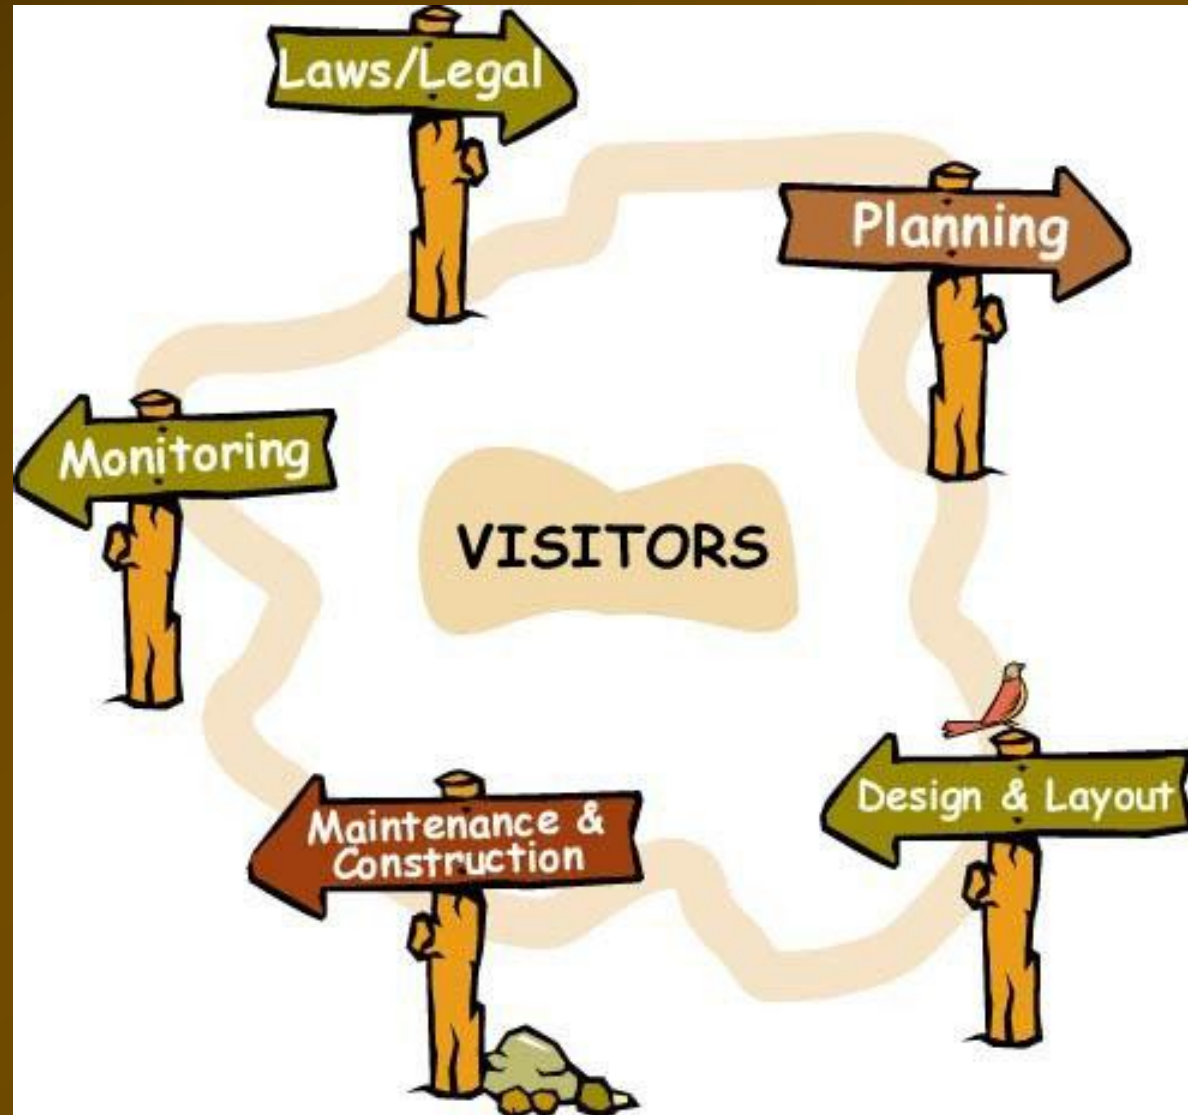 Laws/Legal
Planning
Monitoring
VISITORS
Design & Layout
Maintenance &
Construction